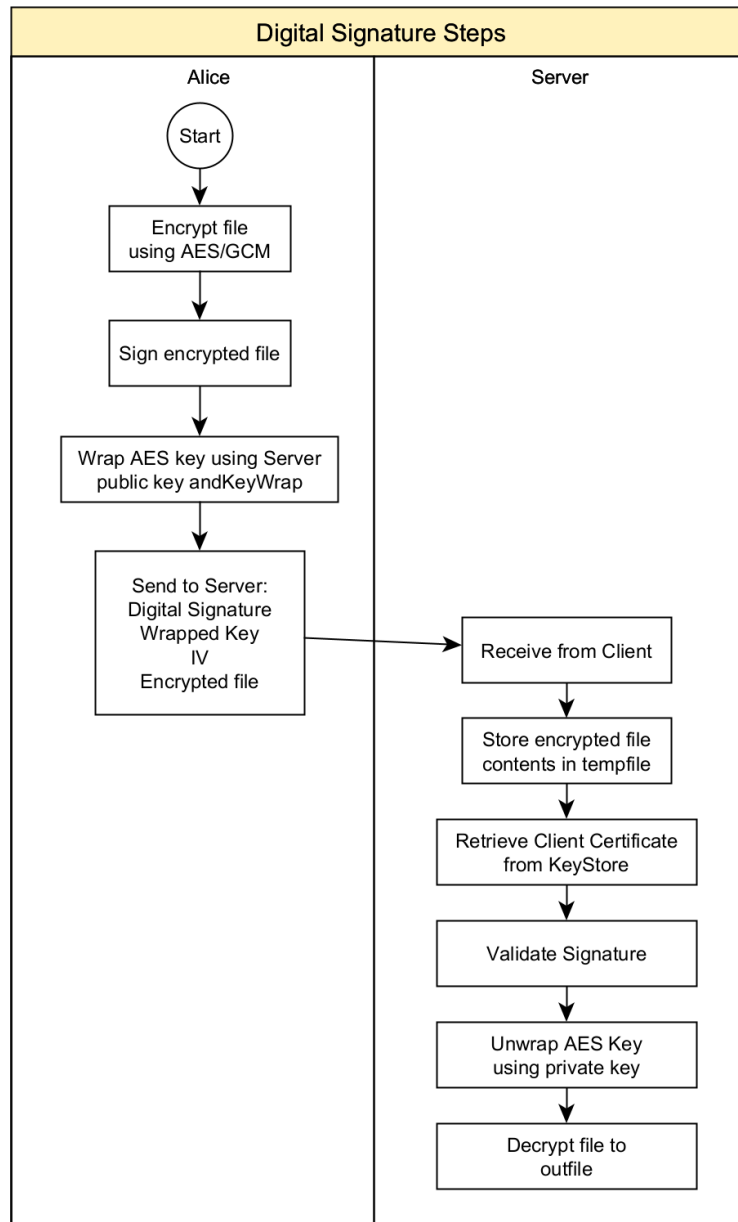 Digital Signature Steps
Alice
Server
Start
Encrypt file
using AES/GCM
Sign encrypted file
Wrap AES key using Server
public key andKeyWrap
Send to Server:
Digital Signature
Wrapped Key
IV
Encrypted file
Receive from Client
Store encrypted file
contents in tempfile
Retrieve Client Certificate
from KeyStore
Validate Signature
Unwrap AES Key
using private key
Decrypt file to
outfile